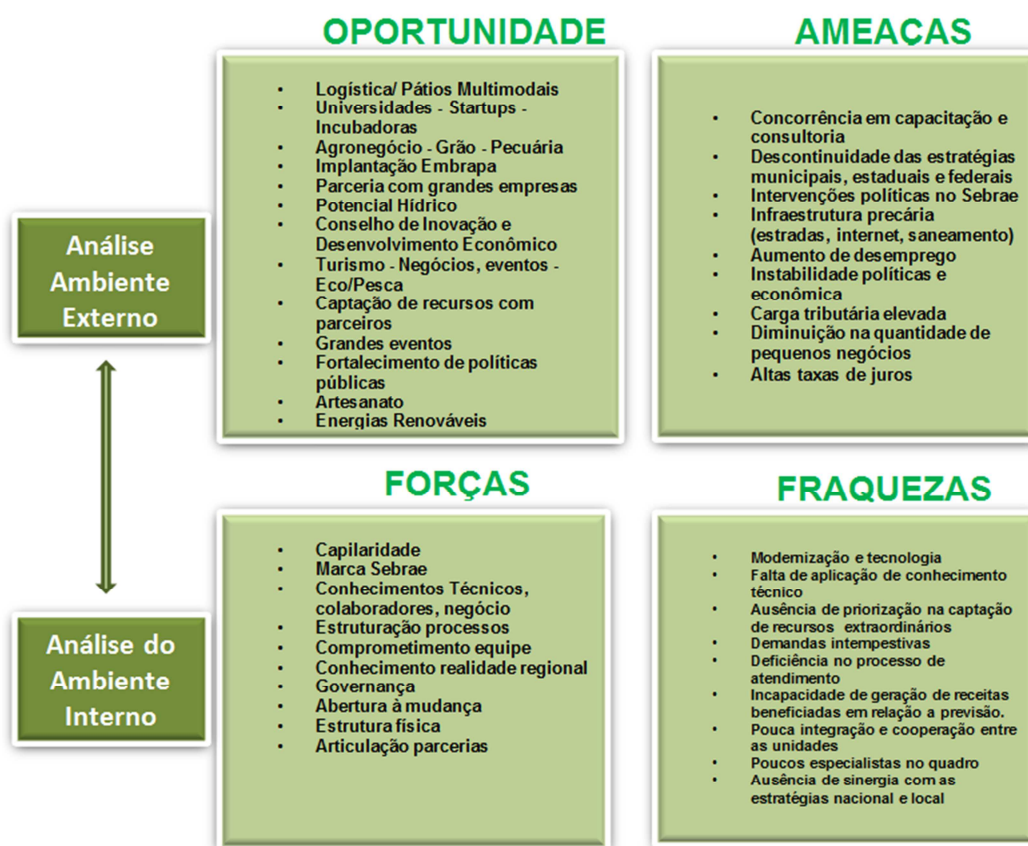 OPORTUNIDADE
• Logística/ Pátios Multimodais
• Universidades - Startups -
Incubadoras
• Agronegócio - Grão - Pecuária
• Implantação Embrapa
• Parceria com grandes empresas
• Potencial Hídrico
• Conselho de Inovação e
Desenvolvimento Econômico
• Turismo - Negócios, eventos -
Eco/Pesca
• Captação de recursos com
parceiros
• Grandes eventos
• Fortalecimento de políticas
públicas
• Artesanato
• Energias Renováveis
AMEAÇAS
• Concorrência em capacitação e
consultoria
• Descontinuidade das estratégias
municipais, estaduais e federais
• Intervenções políticas no Sebrae
• Infraestrutura precária
(estradas, internet, saneamento)
• Aumento de desemprego
• Instabilidade políticas e
econômica
• Carga tributária elevada
• Diminuição na quantidade de
pequenos negócios
• Altas taxas de juros
Análise
Ambiente
Externo
FORÇAS
• Capilaridade
• Marca Sebrae
• Conhecimentos Técnicos,
colaboradores, negócio
• Estruturação processos
• Comprometimento equipe
• Conhecimento realidade regional
• Governança
• Abertura à mudança
• Estrutura física
• Articulação parcerias
FRAQUEZAS
• Modernização e tecnologia
• Falta de aplicação de conhecimento
técnico
• Ausência de priorização na captação
de recursos extraordinários
• Demandas intempestivas
• Deficiência no processo de
atendimento
• Incapacidade de geração de receitas
beneficiadas em relação a previsão.
• Pouca integração e cooperação entre
as unidades
• Poucos especialistas no quadro
• Ausência de sinergia com as
estratégias nacional e local
Análise do
Ambiente
Interno